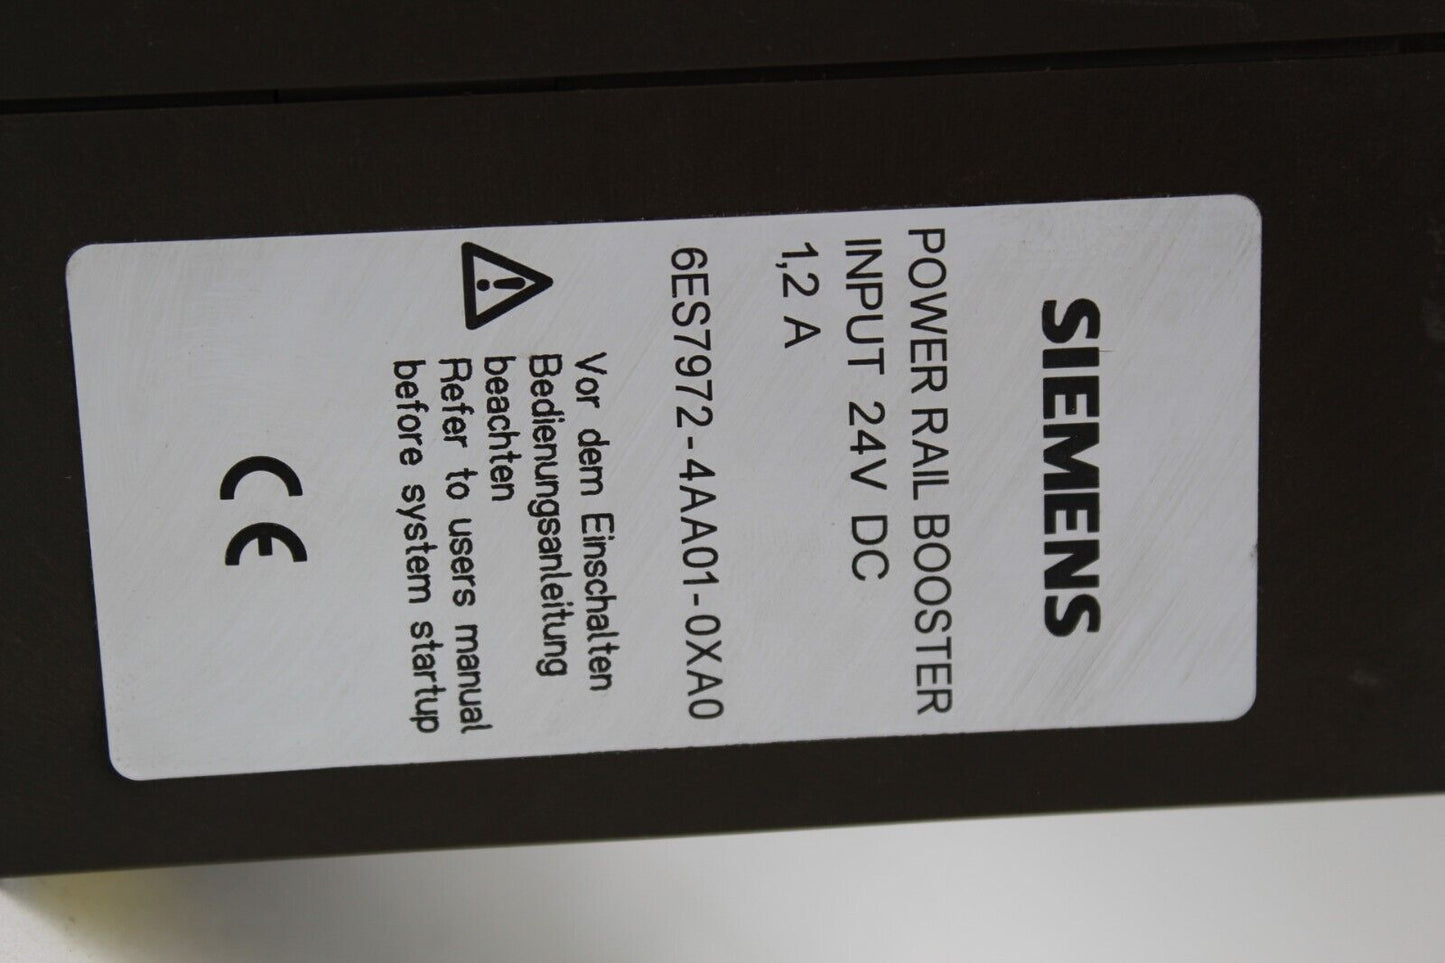 SIEMENS
POWER RAIL BOOSTER
INPUT 24V DC
1,2 A
6ES7972-4AA01-0XA0
Vor dem Einschalten
Bedienungsanleitung
beachten
Refer to users manual
before system startup
CE